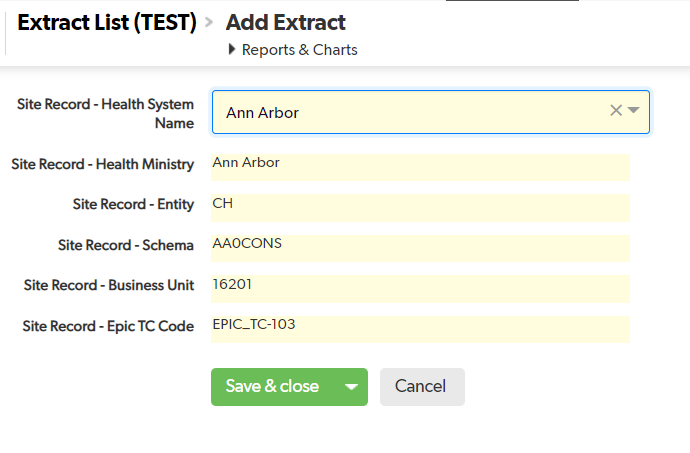 Extract List (TEST) > Add Extract
Reports & Charts
Site Record - Health System Name Ann Arbor
Site Record - Health Ministry Ann Arbor
Site Record - Entity CH
Site Record - Schema AA0CONS
Site Record - Business Unit 16201
Site Record - Epic TC Code EPIC_TC-103
Save & close Cancel